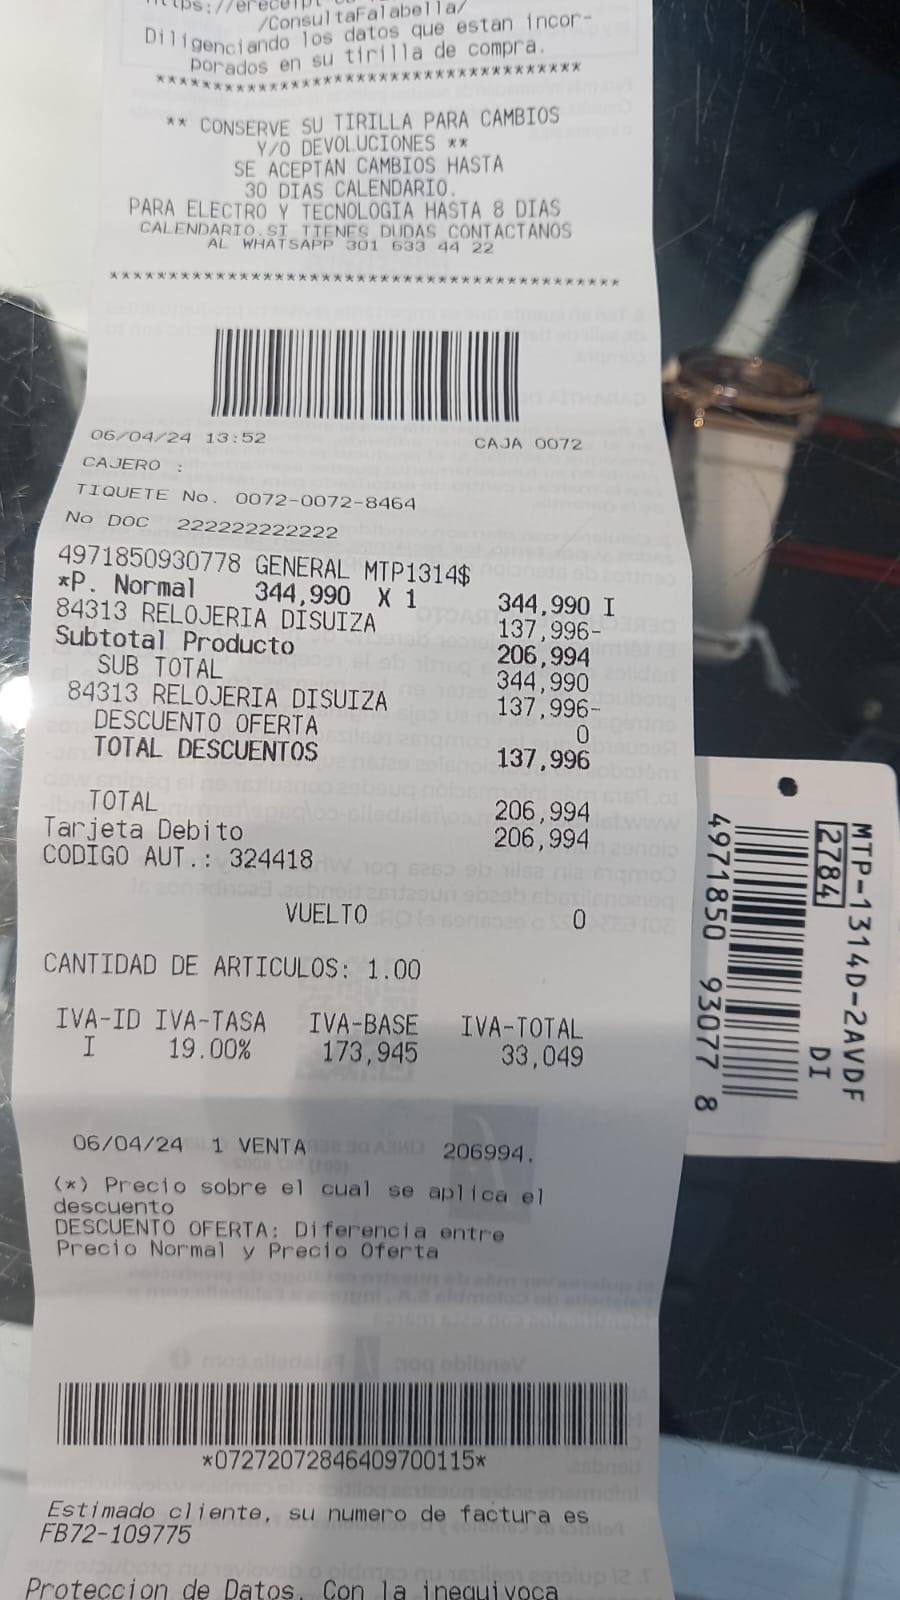 /ConsultaFalabella/
Diligenciando los datos que estan incor-
porados en su tirilla de compra.
****************************************
** CONSERVE SU TIRILLA PARA CAMBIOS
Y/O DEVOLUCIONES **
SE ACEPTAN CAMBIOS HASTA
30 DIAS CALENDARIO.
PARA ELECTRO Y TECNOLOGIA HASTA 8 DIAS
CALENDARIO.SI TIENES DUDAS CONTACTANOS
AL WHATSAPP 301 633 44 22
****************************************
06/04/24 13:52 CAJA 0072
CAJERO :
TIQUETE No. 0072-0072-8464
No DOC 222222222222
4971850930778 GENERAL MTP1314$
*P. Normal 344,990 X 1 344,990 I
84313 RELOJERIA DISUIZA 137,996-
Subtotal Producto 206,994
SUB TOTAL 344,990
84313 RELOJERIA DISUIZA 137,996-
DESCUENTO OFERTA 0
TOTAL DESCUENTOS 137,996
TOTAL 206,994
Tarjeta Debito 206,994
CODIGO AUT.: 324418
VUELTO 0
CANTIDAD DE ARTICULOS: 1.00
IVA-ID IVA-TASA IVA-BASE IVA-TOTAL
I 19.00% 173,945 33,049
06/04/24 1 VENTA 206994.
(*) Precio sobre el cual se aplica el
descuento
DESCUENTO OFERTA: Diferencia entre
Precio Normal y Precio Oferta
*07272072846409700115*
Estimado cliente, su numero de factura es
FB72-109775
Proteccion de Datos. Con la inequivoca
MTP-1314D-2AVDF
2784 DI
4971850 93077 8